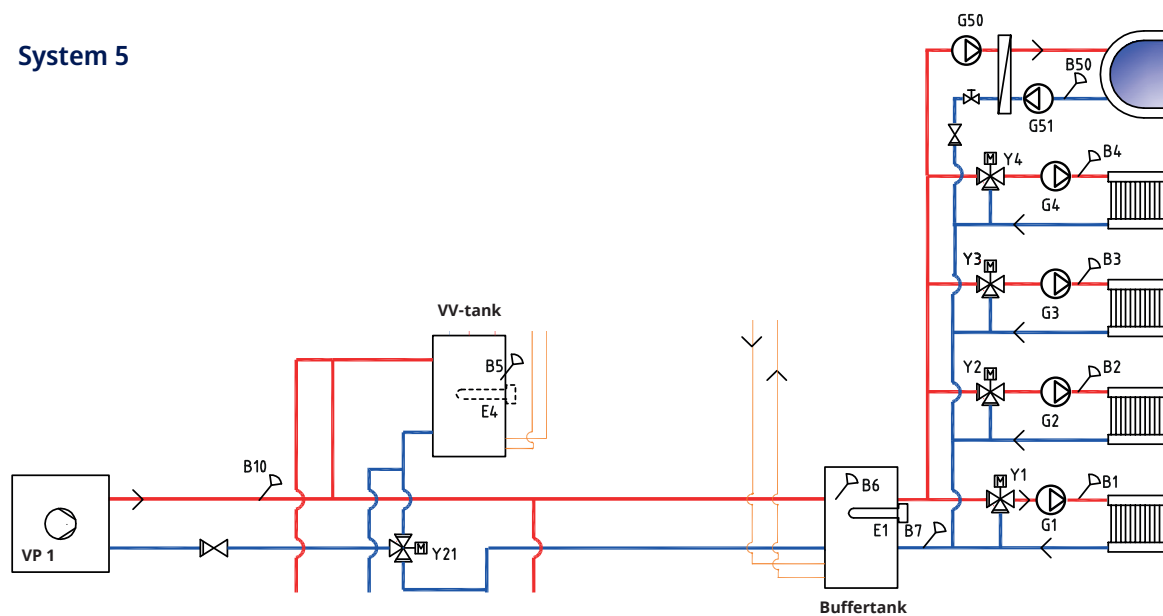 System 5
G50
B50
G51
Y4
B4
G4
Y3
B3
G3
VV-tank
B5
E4
Y2
B2
G2
B10
B6
Y1
B1
E1
B7
G1
VP 1
M
Y21
M
M
M
M
Buffertank